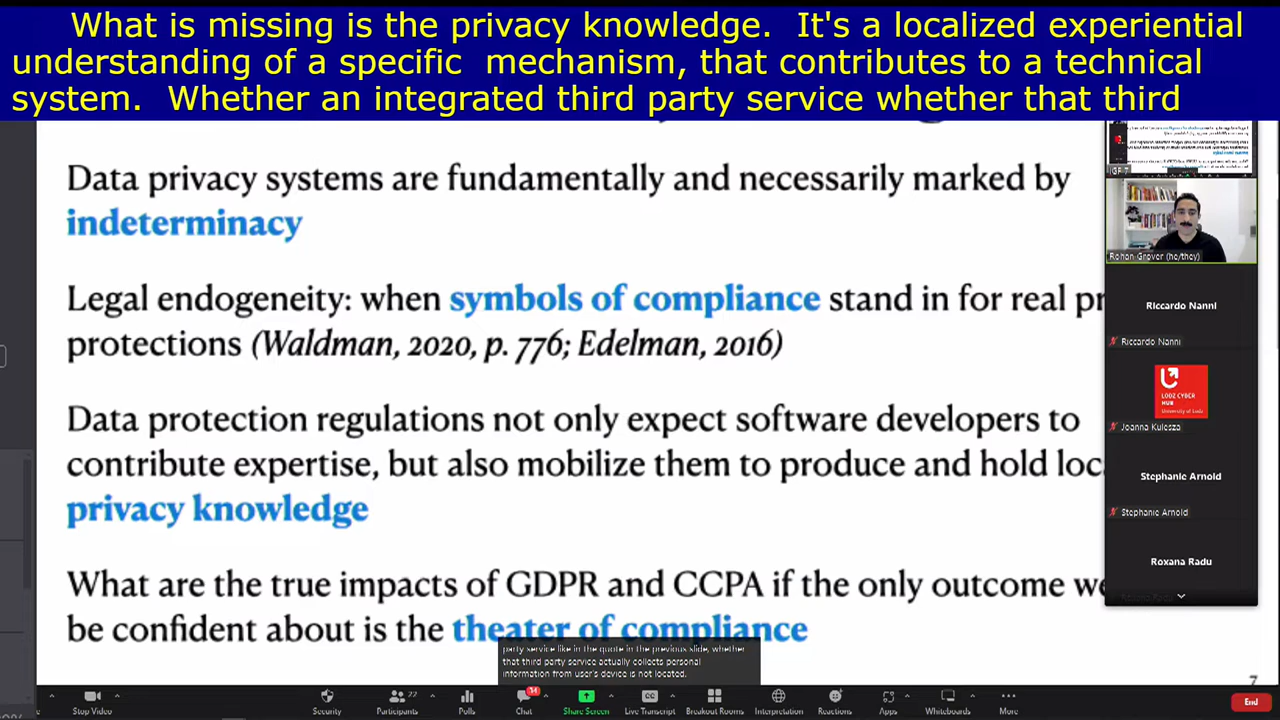 What is missing is the privacy knowledge. It's a localized experiential
understanding of a specific mechanism, that contributes to a technical
system. Whether an integrated third party service whether that third
Data privacy systems are fundamentally and necessarily marked by
indeterminacy
Legal endogeneity: when symbols of compliance stand in for real pr
protections (Waldman, 2020, p. 776; Edelman, 2016)
Data protection regulations not only expect software developers to
contribute expertise, but also mobilize them to produce and hold loc
privacy knowledge
What are the true impacts of GDPR and CCPA if the only outcome we
be confident about is the theater of compliance
party service like in the quote in the previous slide, whether
that third party service actually collects personal
information from user's device is not located.
7
Rohan Grover (he/they)
Riccardo Nanni
Riccardo Nanni
LODZ CYBER
HUB
University of Lodz
Joanna Kulesza
Stephanie Arnold
Stephanie Arnold
Roxana Radu
Stop Video
Security
Participants
Polls
Chat
Share Screen
Live Transcript
Breakout Rooms
Interpretation
Reactions
Apps
Whiteboards
More
End